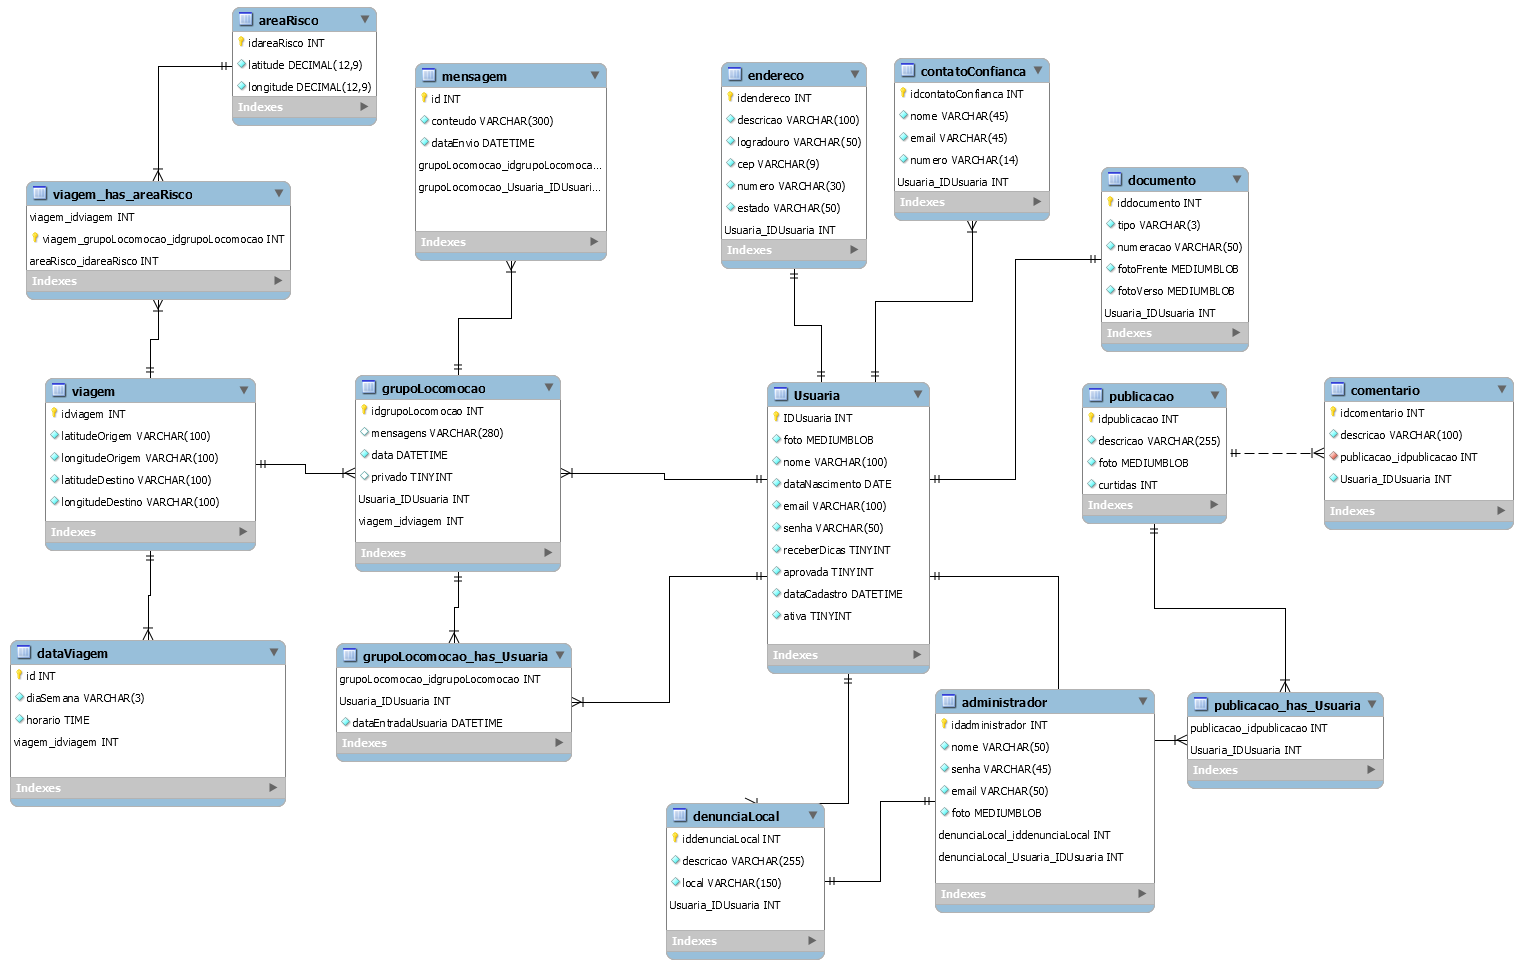 areaRisco
idareaRisco INT
latitude DECIMAL(12,9)
longitude DECIMAL(12,9)
Indexes
mensagem
id INT
conteudo VARCHAR(300)
dataEnvio DATETIME
grupoLocomocao_idgrupoLocomoca...
grupoLocomocao_Usuaria_IDUsuari...
Indexes
endereco
idendereco INT
descricao VARCHAR(100)
logradouro VARCHAR(50)
cep VARCHAR(9)
numero VARCHAR(30)
estado VARCHAR(50)
Usuaria_IDUsuaria INT
Indexes
contatoConfianca
idcontatoConfianca INT
nome VARCHAR(45)
email VARCHAR(45)
numero VARCHAR(14)
Usuaria_IDUsuaria INT
Indexes
documento
iddocumento INT
tipo VARCHAR(3)
numeracao VARCHAR(50)
fotoFrente MEDIUMBLOB
fotoVerso MEDIUMBLOB
Usuaria_IDUsuaria INT
Indexes
viagem_has_areaRisco
viagem_idviagem INT
viagem_grupoLocomocao_idgrupoLocomocao INT
areaRisco_idareaRisco INT
Indexes
viagem
idviagem INT
latitudeOrigem VARCHAR(100)
longitudeOrigem VARCHAR(100)
latitudeDestino VARCHAR(100)
longitudeDestino VARCHAR(100)
Indexes
grupoLocomocao
idgrupoLocomocao INT
mensagens VARCHAR(280)
data DATETIME
privado TINYINT
Usuaria_IDUsuaria INT
viagem_idviagem INT
Indexes
Usuaria
IDUsuaria INT
foto MEDIUMBLOB
nome VARCHAR(100)
dataNascimento DATE
email VARCHAR(100)
senha VARCHAR(50)
receberDicas TINYINT
aprovada TINYINT
dataCadastro DATETIME
ativa TINYINT
Indexes
publicacao
idpublicacao INT
descricao VARCHAR(255)
foto MEDIUMBLOB
curtidas INT
Indexes
comentario
idcomentario INT
descricao VARCHAR(100)
publicacao_idpublicacao INT
Usuaria_IDUsuaria INT
Indexes
dataViagem
id INT
diaSemana VARCHAR(3)
horario TIME
viagem_idviagem INT
Indexes
grupoLocomocao_has_Usuaria
grupoLocomocao_idgrupoLocomocao INT
Usuaria_IDUsuaria INT
dataEntradaUsuaria DATETIME
Indexes
administrador
idadministrador INT
nome VARCHAR(50)
senha VARCHAR(45)
email VARCHAR(50)
foto MEDIUMBLOB
denunciaLocal_iddenunciaLocal INT
denunciaLocal_Usuaria_IDUsuaria INT
Indexes
publicacao_has_Usuaria
publicacao_idpublicacao INT
Usuaria_IDUsuaria INT
Indexes
denunciaLocal
iddenunciaLocal INT
descricao VARCHAR(255)
local VARCHAR(150)
Usuaria_IDUsuaria INT
Indexes